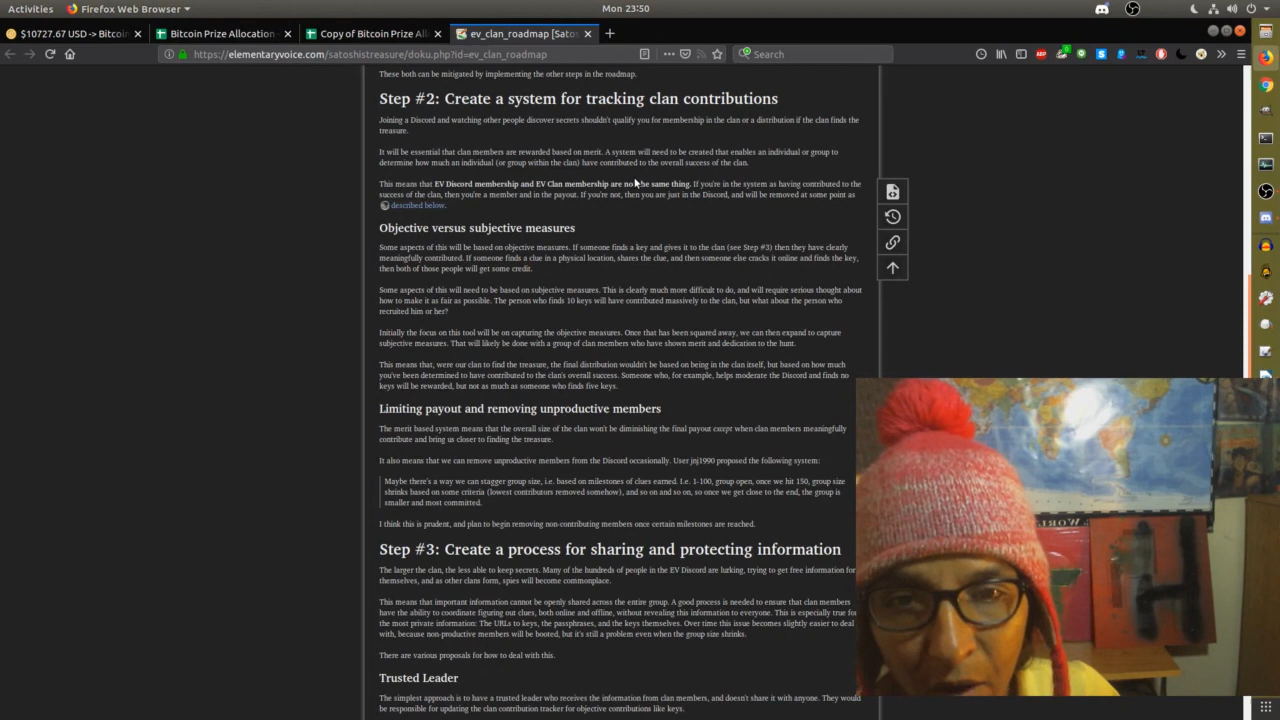 Activities Firefox Web Browser Mon 23:50
$10727.67 USD -> Bitcoin Bitcoin Prize Allocation - Copy of Bitcoin Prize All ev_clan_roadmap [Satos
https://elementaryvoice.com/satoshistreasure/doku.php?id=ev_clan_roadmap Search
These both can be mitigated by implementing the other steps in the roadmap.
Step #2: Create a system for tracking clan contributions
Joining a Discord and watching other people discover secrets shouldn't qualify you for membership in the clan or a distribution if the clan finds the
treasure.
It will be essential that clan members are rewarded based on merit. A system will need to be created that enables an individual or group to
determine how much an individual (or group within the clan) have contributed to the overall success of the clan.
This means that EV Discord membership and EV Clan membership are not the same thing. If you're in the system as having contributed to the
success of the clan, then you're a member and in the payout. If you're not, then you are just in the Discord, and will be removed at some point as
described below.
Objective versus subjective measures
Some aspects of this will be based on objective measures. If someone finds a key and gives it to the clan (see Step #3) then they have clearly
meaningfully contributed. If someone finds a clue in a physical location, shares the clue, and then someone else cracks it online and finds the key,
then both of those people will get some credit.
Some aspects of this will need to be based on subjective measures. This is clearly much more difficult to do, and will require serious thought about
how to make it as fair as possible. The person who finds 10 keys will have contributed massively to the clan, but what about the person who
recruited him or her?
Initially the focus on this tool will be on capturing the objective measures. Once that has been squared away, we can then expand to capture
subjective measures. That will likely be done with a group of clan members who have shown merit and dedication to the hunt.
This means that, were our clan to find the treasure, the final distribution wouldn't be based on being in the clan itself, but based on how much
you've been determined to have contributed to the clan's overall success. Someone who, for example, helps moderate the Discord and finds no
keys will be rewarded, but not as much as someone who finds five keys.
Limiting payout and removing unproductive members
The merit based system means that the overall size of the clan won't be diminishing the final payout except when clan members meaningfully
contribute and bring us closer to finding the treasure.
It also means that we can remove unproductive members from the Discord occasionally. User jnj1990 proposed the following system:
Maybe there's a way we can stagger group size, i.e. based on milestones of clues earned. I.e. 1-100, group open, once we hit 150, group size
shrinks based on some criteria (lowest contributors removed somehow), and so on and so on, so once we get close to the end, the group is
smaller and most committed.
I think this is prudent, and plan to begin removing non-contributing members once certain milestones are reached.
Step #3: Create a process for sharing and protecting information
The larger the clan, the less able to keep secrets. Many of the hundreds of people in the EV Discord are lurking, trying to get free information for
themselves, and as other clans form, spies will become commonplace.
This means that important information cannot be openly shared across the entire group. A good process is needed to ensure that clan members
have the ability to coordinate figuring out clues, both online and offline, without revealing this information to everyone. This is especially true for
the most private information: The URLs to keys, the passphrases, and the keys themselves. Over time this issue becomes slightly easier to deal
with, because non-productive members will be booted, but it's still a problem even when the group size shrinks.
There are various proposals for how to deal with this.
Trusted Leader
The simplest approach is to have a trusted leader who receives the information from clan members, and doesn't share it with anyone. They would
be responsible for updating the clan contribution tracker for objective contributions like keys.